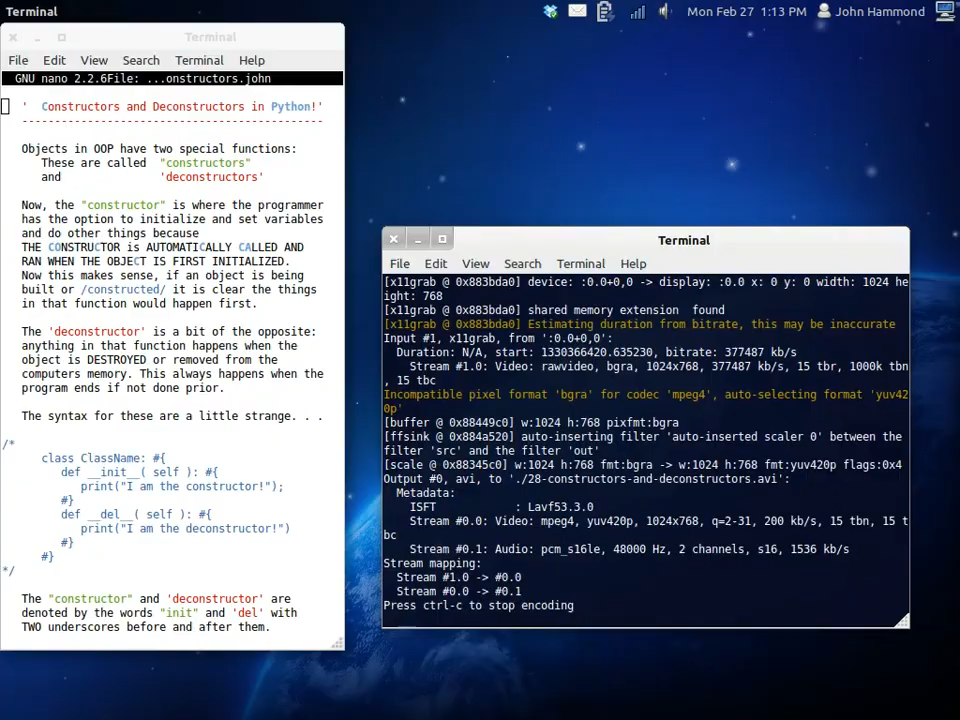 Terminal
Mon Feb 27 1:13 PM John Hammond
Terminal
File Edit View Search Terminal Help
GNU nano 2.2.6File: ...onstructors.john
' Constructors and Deconstructors in Python!'
----------------------------------------------
Objects in OOP have two special functions:
These are called "constructors"
and 'deconstructors'
Now, the "constructor" is where the programmer
has the option to initialize and set variables
and do other things because
THE CONSTRUCTOR is AUTOMATICALLY CALLED AND
RAN WHEN THE OBJECT IS FIRST INITIALIZED.
Now this makes sense, if an object is being
built or /constructed/ it is clear the things
in that function would happen first.
The 'deconstructor' is a bit of the opposite:
anything in that function happens when the
object is DESTROYED or removed from the
computers memory. This always happens when the
program ends if not done prior.
The syntax for these are a little strange. . .
/*
class ClassName: #{
def __init__( self ): #{
print("I am the constructor!");
#}
def __del__( self ): #{
print("I am the deconstructor!")
#}
#}
*/
The "constructor" and 'deconstructor' are
denoted by the words "init" and 'del' with
TWO underscores before and after them.
Terminal
File Edit View Search Terminal Help
[x11grab @ 0x883bda0] device: :0.0+0,0 -> display: :0.0 x: 0 y: 0 width: 1024 he
ight: 768
[x11grab @ 0x883bda0] shared memory extension  found
[x11grab @ 0x883bda0] Estimating duration from bitrate, this may be inaccurate
Input #1, x11grab, from ':0.0+0,0':
Duration: N/A, start: 1330366420.635230, bitrate: 377487 kb/s
Stream #1.0: Video: rawvideo, bgra, 1024x768, 377487 kb/s, 15 tbr, 1000k tbn
, 15 tbc
Incompatible pixel format 'bgra' for codec 'mpeg4', auto-selecting format 'yuv42
0p'
[buffer @ 0x88449c0] w:1024 h:768 pixfmt:bgra
[ffsink @ 0x884a520] auto-inserting filter 'auto-inserted scaler 0' between the
filter 'src' and the filter 'out'
[scale @ 0x88345c0] w:1024 h:768 fmt:bgra -> w:1024 h:768 fmt:yuv420p flags:0x4
Output #0, avi, to './28-constructors-and-deconstructors.avi':
Metadata:
ISFT : Lavf53.3.0
Stream #0.0: Video: mpeg4, yuv420p, 1024x768, q=2-31, 200 kb/s, 15 tbn, 15 t
bc
Stream #0.1: Audio: pcm_s16le, 48000 Hz, 2 channels, s16, 1536 kb/s
Stream mapping:
Stream #1.0 -> #0.0
Stream #0.0 -> #0.1
Press ctrl-c to stop encoding